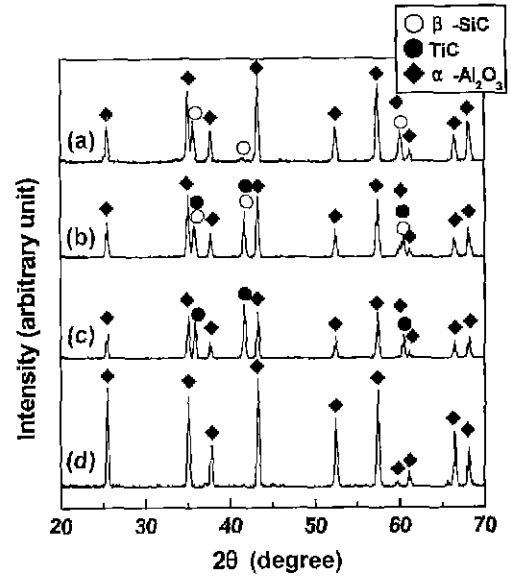 β -SiC
TiC
α -Al₂O₃
(a)
(b)
(c)
(d)
Intensity (arbitrary unit)
20 30 40 50 60 70
2θ (degree)